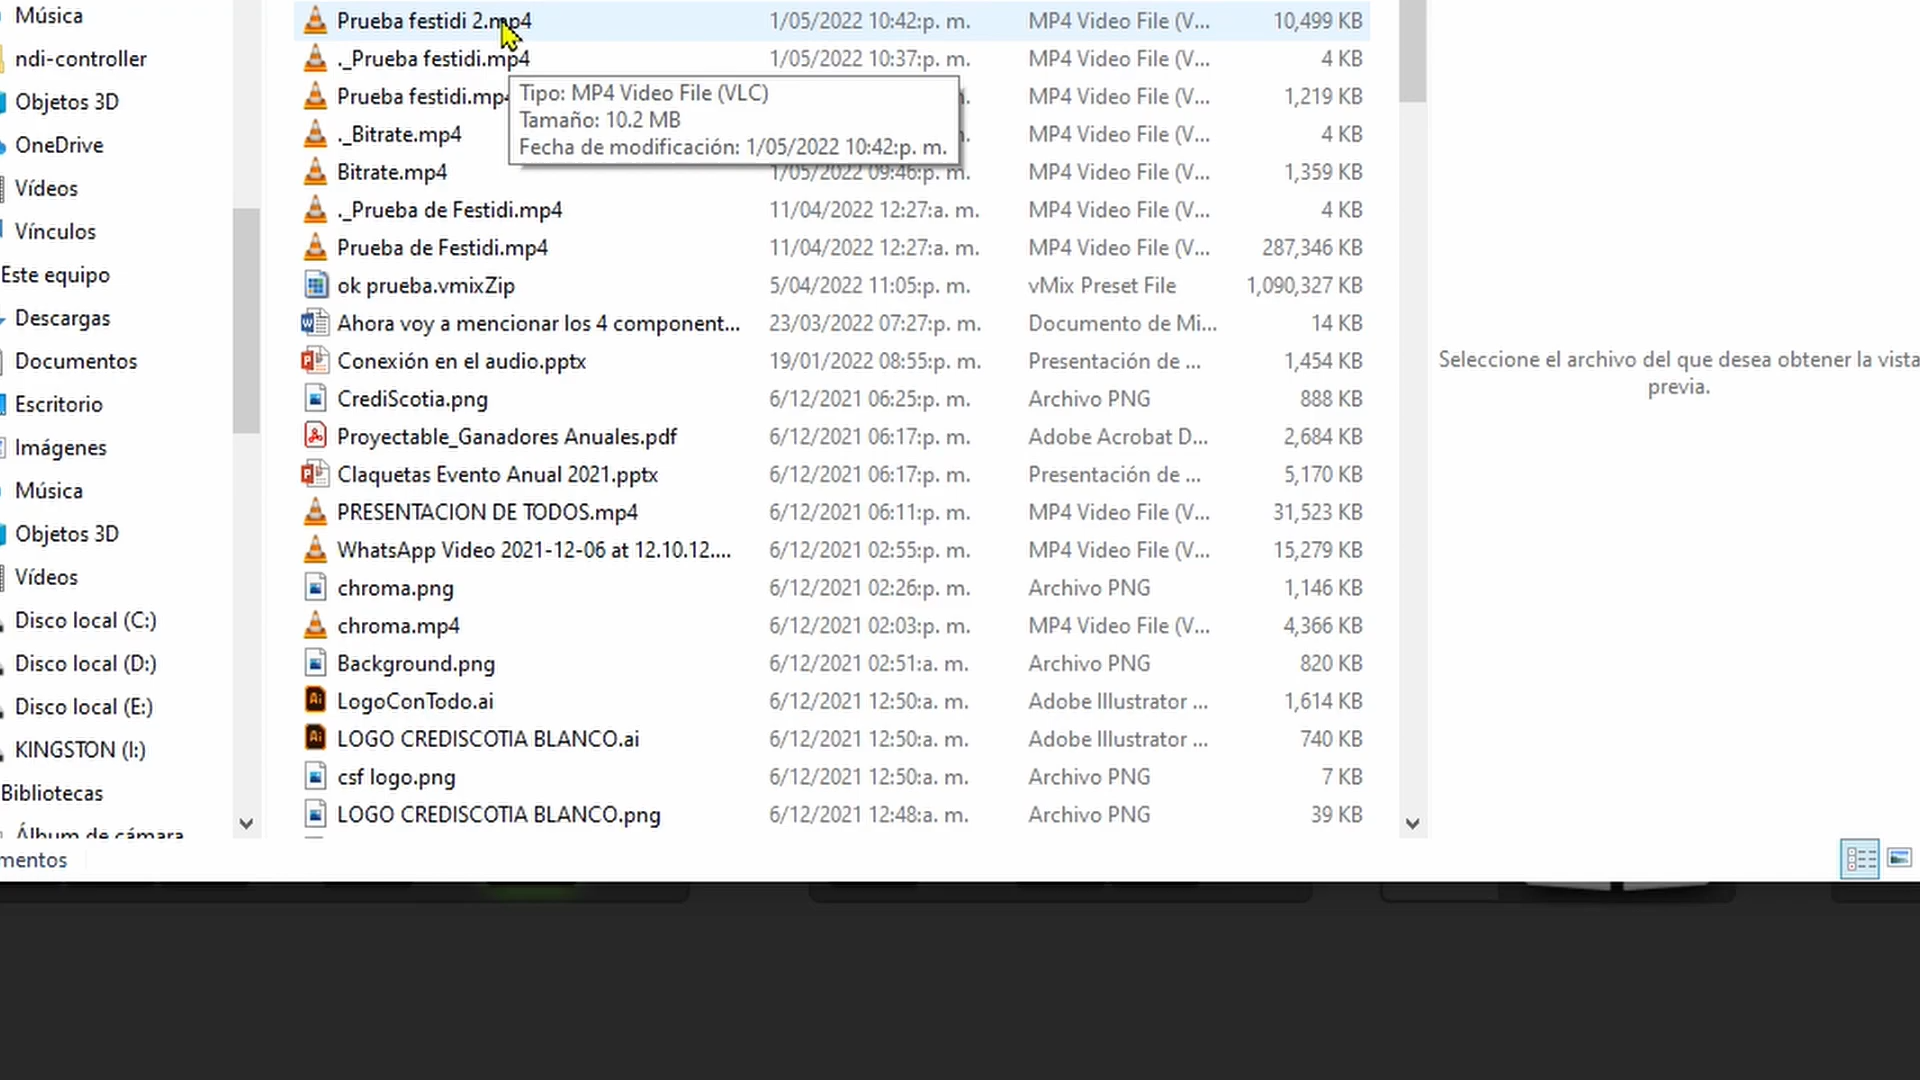 Música
ndi-controller
Objetos 3D
OneDrive
Vídeos
Vínculos
Este equipo
Descargas
Documentos
Escritorio
Imágenes
Música
Objetos 3D
Vídeos
Disco local (C:)
Disco local (D:)
Disco local (E:)
KINGSTON (I:)
Bibliotecas
Álbum de cámara
mentos
Prueba festidi 2.mp4 1/05/2022 10:42:p. m. MP4 Video File (V... 10,499 KB
._Prueba festidi.mp4 1/05/2022 10:37:p. m. MP4 Video File (V... 4 KB
Prueba festidi.mp4 MP4 Video File (V... 1,219 KB
._Bitrate.mp4 MP4 Video File (V... 4 KB
Bitrate.mp4 1/05/2022 09:46:p. m. MP4 Video File (V... 1,359 KB
._Prueba de Festidi.mp4 11/04/2022 12:27:a. m. MP4 Video File (V... 4 KB
Prueba de Festidi.mp4 11/04/2022 12:27:a. m. MP4 Video File (V... 287,346 KB
ok prueba.vmixZip 5/04/2022 11:05:p. m. vMix Preset File 1,090,327 KB
Ahora voy a mencionar los 4 component... 23/03/2022 07:27:p. m. Documento de Mi... 14 KB
Conexión en el audio.pptx 19/01/2022 08:55:p. m. Presentación de ... 1,454 KB
CrediScotia.png 6/12/2021 06:25:p. m. Archivo PNG 888 KB
Proyectable_Ganadores Anuales.pdf 6/12/2021 06:17:p. m. Adobe Acrobat D... 2,684 KB
Claquetas Evento Anual 2021.pptx 6/12/2021 06:17:p. m. Presentación de ... 5,170 KB
PRESENTACION DE TODOS.mp4 6/12/2021 06:11:p. m. MP4 Video File (V... 31,523 KB
WhatsApp Video 2021-12-06 at 12.10.12.... 6/12/2021 02:55:p. m. MP4 Video File (V... 15,279 KB
chroma.png 6/12/2021 02:26:p. m. Archivo PNG 1,146 KB
chroma.mp4 6/12/2021 02:03:p. m. MP4 Video File (V... 4,366 KB
Background.png 6/12/2021 02:51:a. m. Archivo PNG 820 KB
LogoConTodo.ai 6/12/2021 12:50:a. m. Adobe Illustrator ... 1,614 KB
LOGO CREDISCOTIA BLANCO.ai 6/12/2021 12:50:a. m. Adobe Illustrator ... 740 KB
csf logo.png 6/12/2021 12:50:a. m. Archivo PNG 7 KB
LOGO CREDISCOTIA BLANCO.png 6/12/2021 12:48:a. m. Archivo PNG 39 KB
Tipo: MP4 Video File (VLC)
Tamaño: 10.2 MB
Fecha de modificación: 1/05/2022 10:42:p. m.
Seleccione el archivo del que desea obtener la vista
previa.